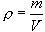 ρ = m/V